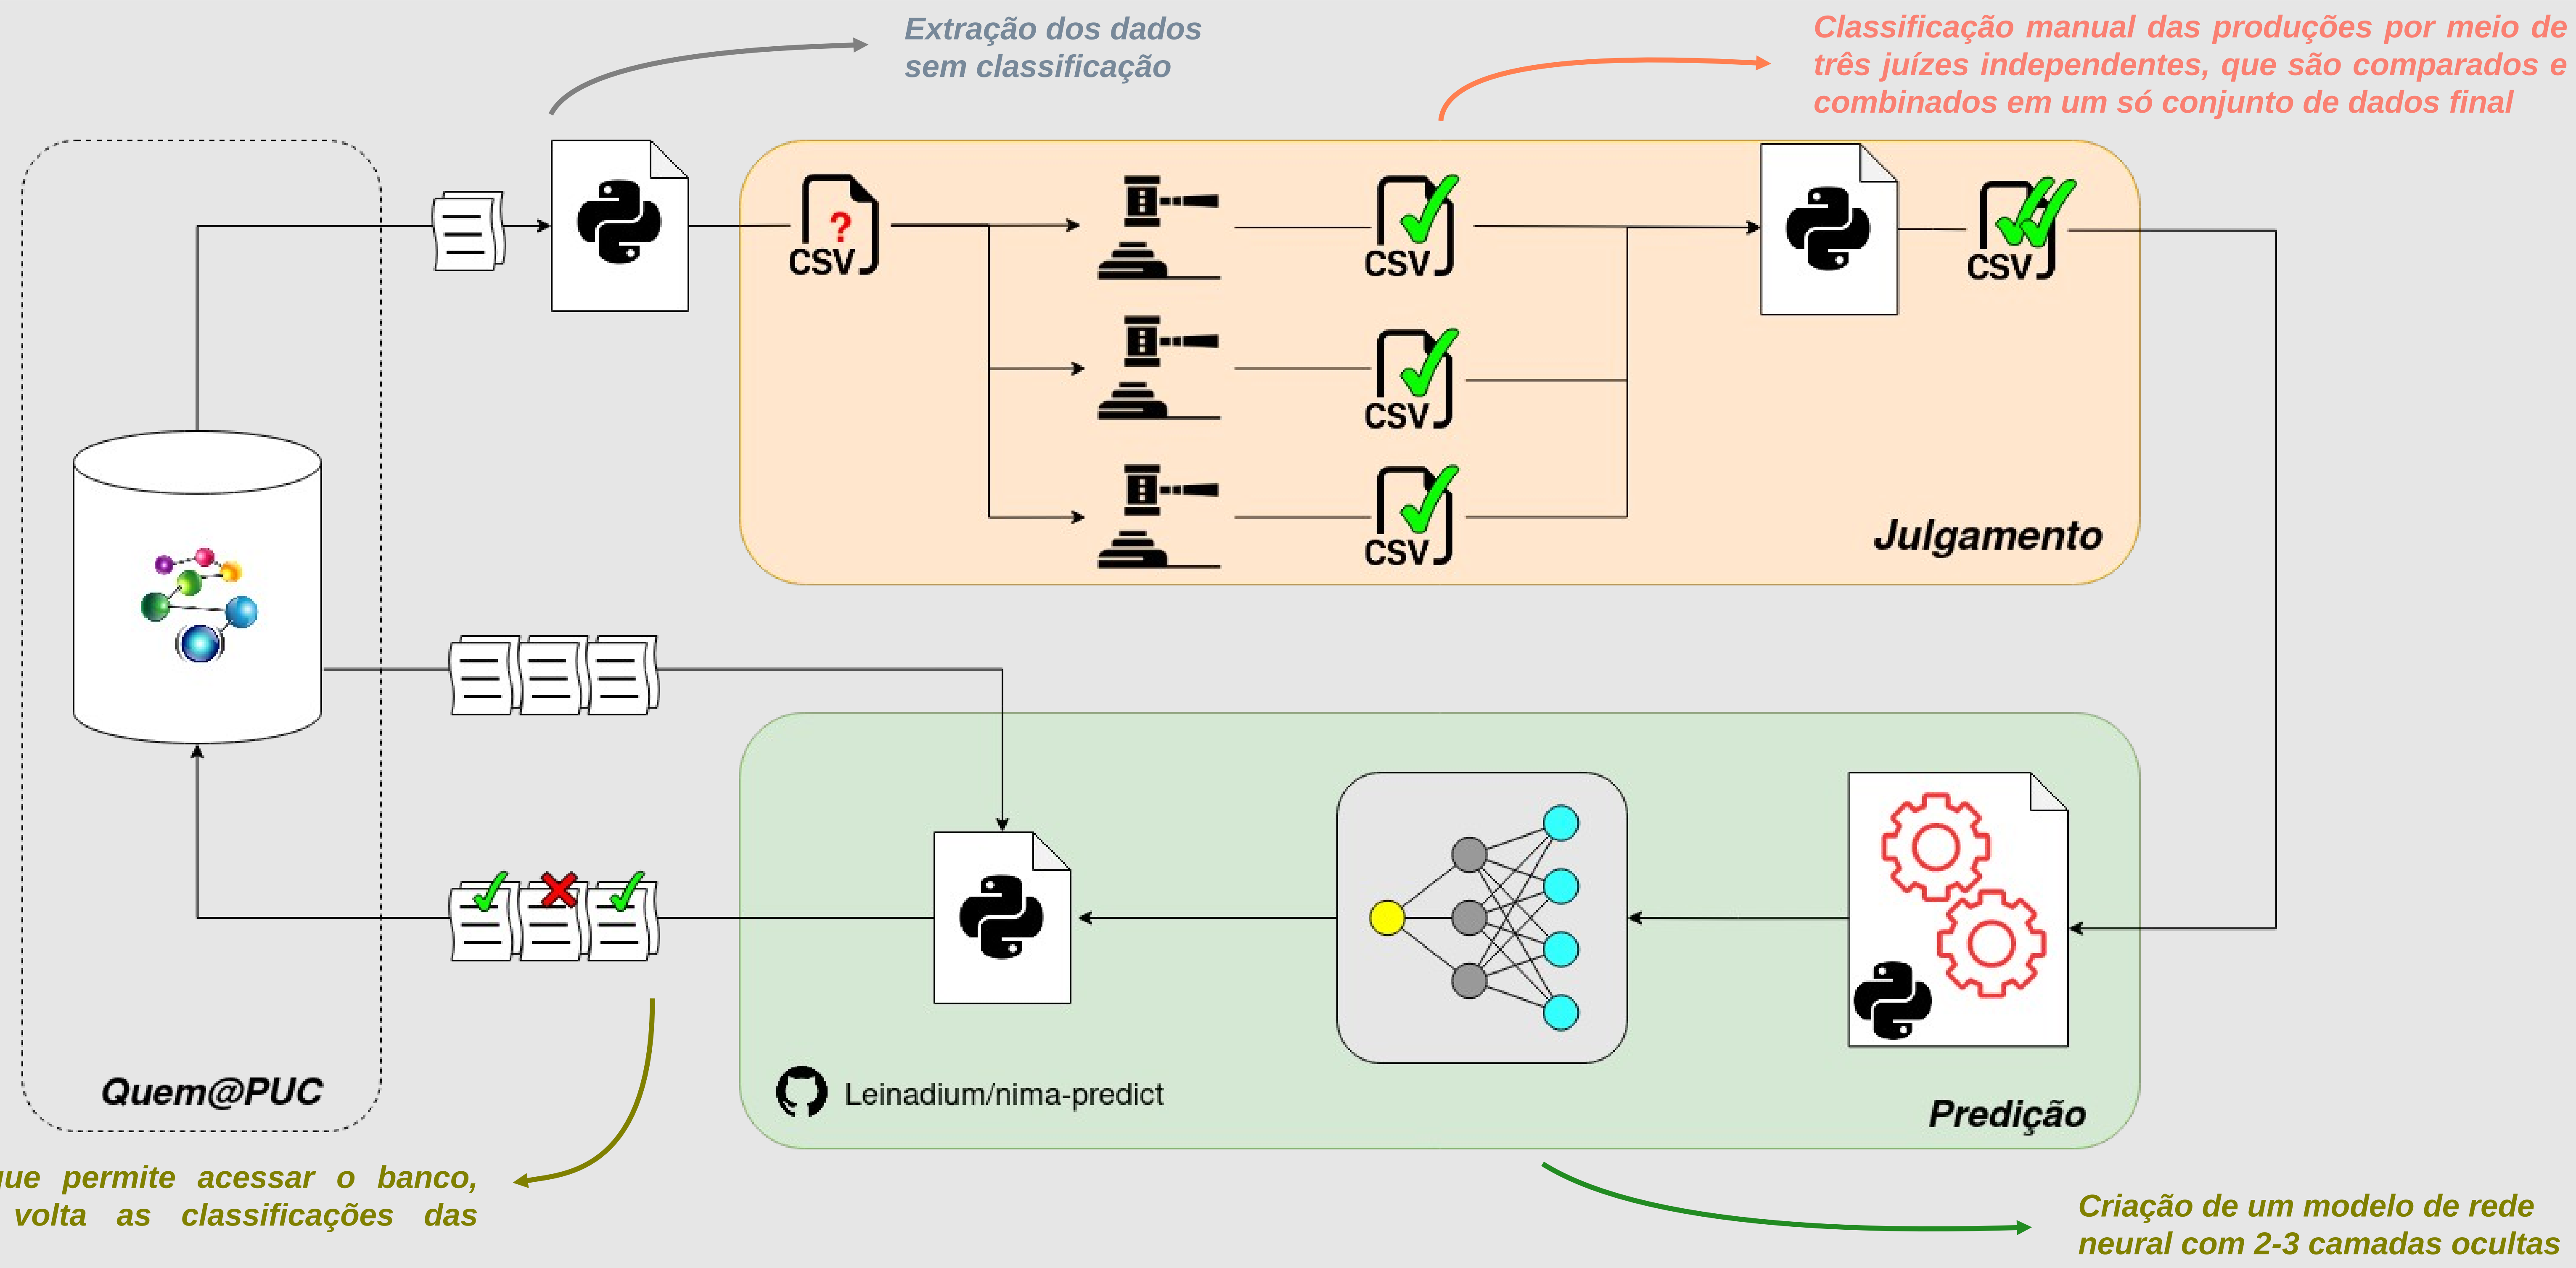 Extração dos dados
sem classificação
Classificação manual das produções por meio de
três juízes independentes, que são comparados e
combinados em um só conjunto de dados final
?
CSV
CSV
CSV
CSV
CSV
Julgamento
Quem@PUC
Leinadium/nima-predict
Predição
que permite acessar o banco,
volta as classificações das
Criação de um modelo de rede
neural com 2-3 camadas ocultas